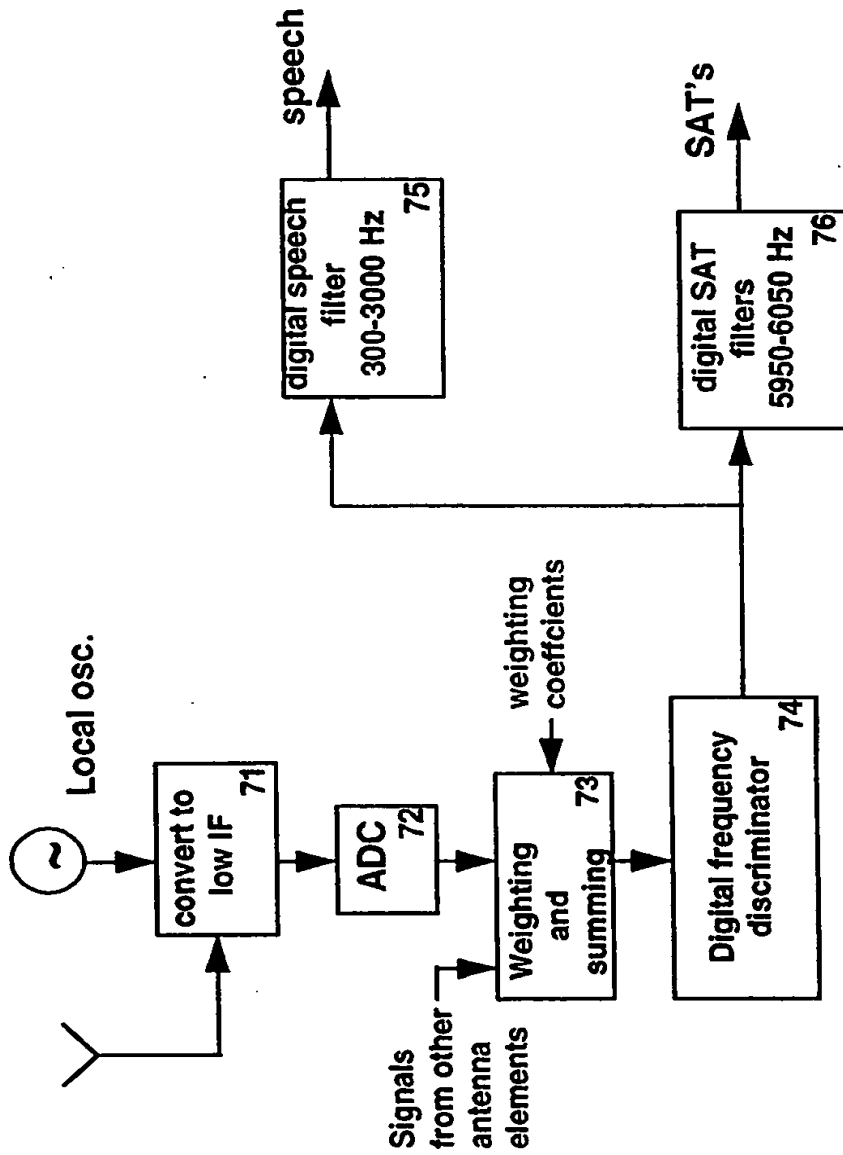 Local osc.
~
convert to
low IF
71
ADC
72
Signals
from other
antenna
elements
Weighting
and
summing
73
weighting
coeffcients
Digital frequency
discriminator
74
digital speech
filter
300-3000 Hz
75
speech
digital SAT
filters
5950-6050 Hz
76
SAT's